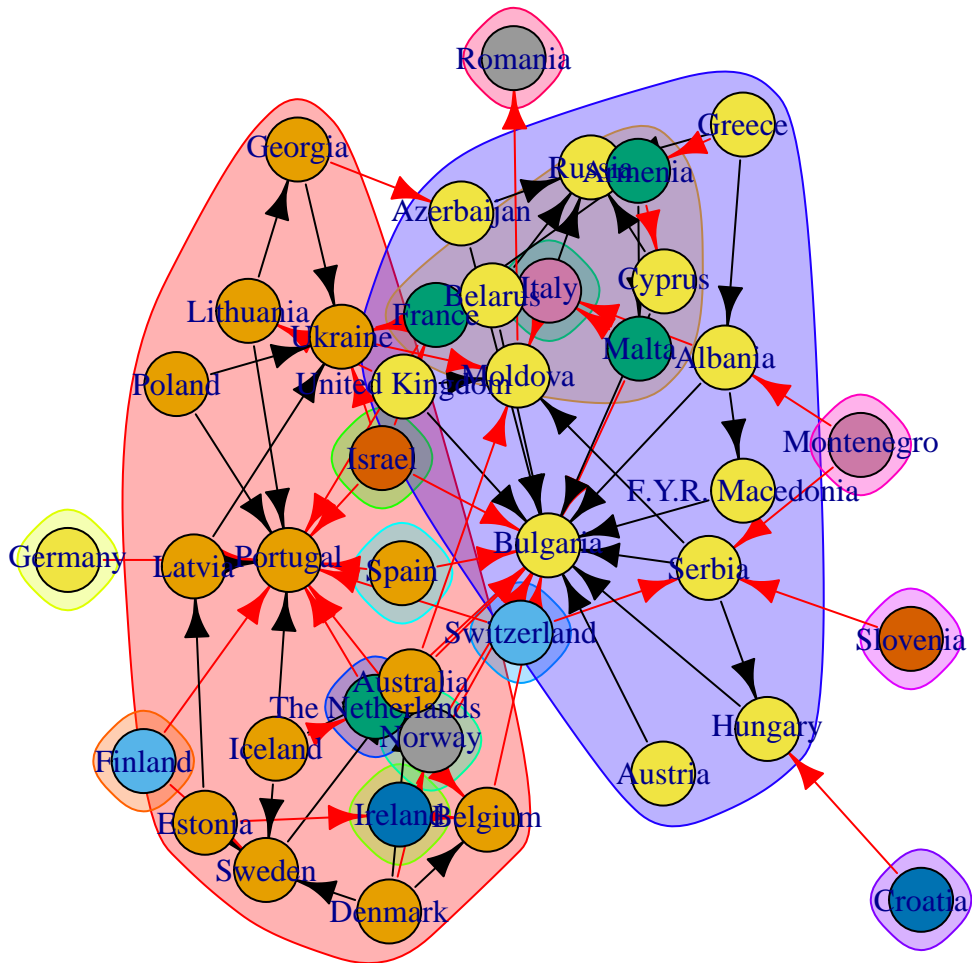 Romania
Greece
Georgia
Russia
Armenia
Azerbaijan
Cyprus
Belarus
Italy
Lithuania
France
Ukraine
Malta
Albania
Poland
United Kingdom
Moldova
Montenegro
Israel
F.Y.R. Macedonia
Bulgaria
Germany
Latvia
Portugal
Spain
Serbia
Switzerland
Slovenia
Australia
The Netherlands
Hungary
Norway
Iceland
Finland
Austria
Ireland
Belgium
Estonia
Sweden
Croatia
Denmark